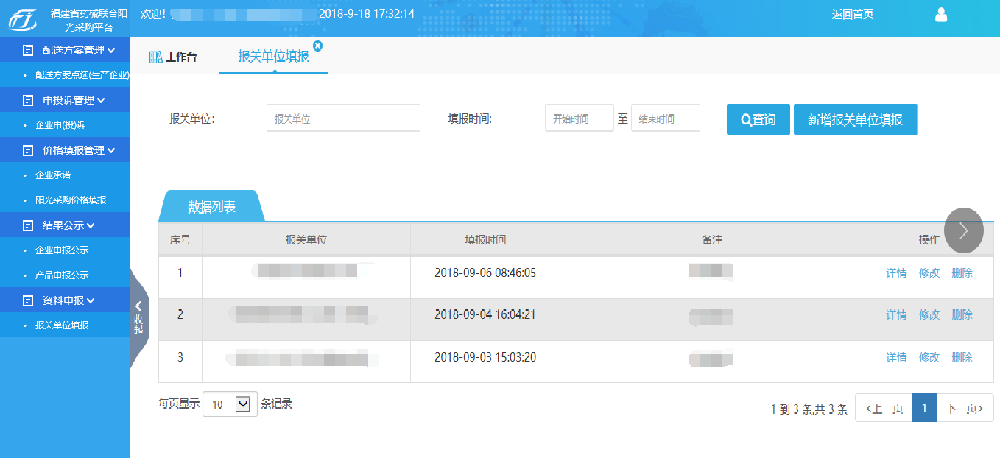 福建省药械联合阳
光采购平台
欢迎! 2018-9-18 17:32:14
返回首页
配送方案管理
配送方案点选(生产企业)
申投诉管理
企业申(投)诉
价格填报管理
企业承诺
阳光采购价格填报
结果公示
企业申报公示
产品申报公示
资料申报
报关单位填报
收起
工作台
报关单位填报
报关单位: 报关单位 填报时间: 开始时间 至 结束时间 查询 新增报关单位填报
数据列表
序号 报关单位 填报时间 备注 操作
1 2018-09-06 08:46:05 详情 修改 删除
2 2018-09-04 16:04:21 详情 修改 删除
3 2018-09-03 15:03:20 详情 修改 删除
每页显示 10 条记录
1 到 3 条,共 3 条 <上一页 1 下一页>